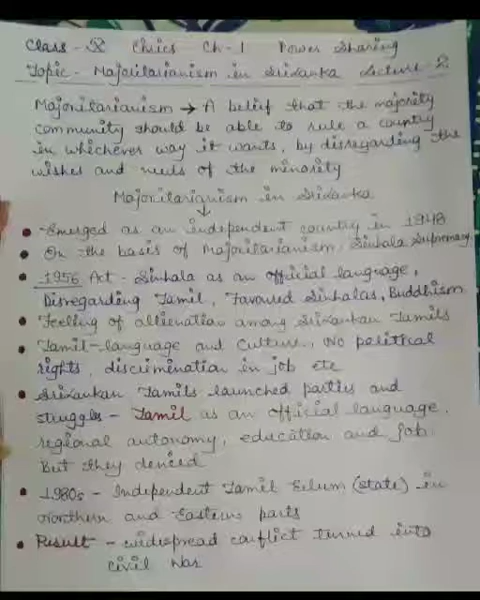 Class - X Civics Ch - 1 Power Sharing
Topic - Majoritarianism in Srilanka Lecture - 2
Majoritarianism → A belief that the majority
community should be able to rule a country
in whichever way it wants, by disregarding the
wishes and needs of the minority
Majoritarianism in Srilanka
↓
• Emerged as an independent country in 1948
• On the basis of Majoritarianism, Sinhala Supremacy
• 1956 Act - Sinhala as an official language,
Disregarding Tamil, Favoured Sinhalas, Buddhism
• Feeling of allienation among Srilankan Tamils
• Tamil-language and Culture, No political
rights, discrimination in job etc
• Srilankan Tamils launched parties and
struggles - Tamil as an official language,
regional autonomy, education and job.
But they denied
• 1980s - Independent Tamil Eelum (state) in
Northern and Eastern parts
• Result - widispread conflict turned into
civil War